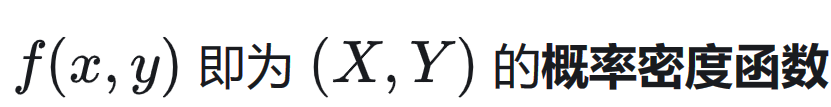 f(x, y) 即为 (X, Y) 的概率密度函数